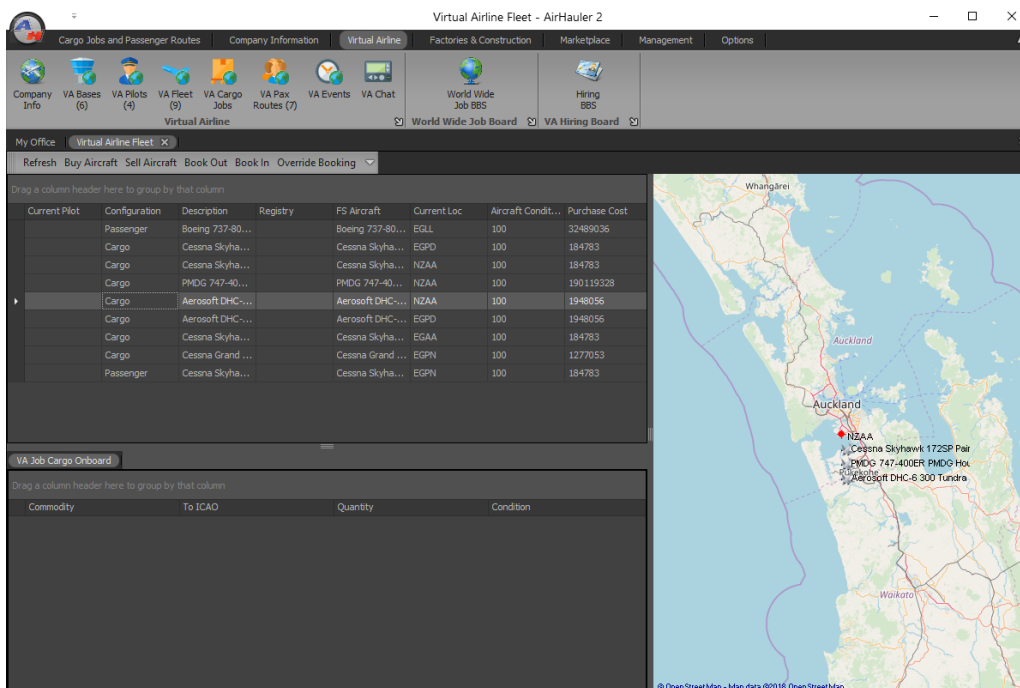 Virtual Airline Fleet - AirHauler 2
Cargo Jobs and Passenger Routes Company Information Virtual Airline Factories & Construction Marketplace Management Options
Company Info
VA Bases (6)
VA Pilots (4)
VA Fleet (9)
VA Cargo Jobs
VA Pax Routes (7)
VA Events
VA Chat
World Wide Job BBS
Hiring BBS
Virtual Airline World Wide Job Board VA Hiring Board
My Office Virtual Airline Fleet
Refresh Buy Aircraft Sell Aircraft Book Out Book In Override Booking
Drag a column header here to group by that column
Current Pilot Configuration Description Registry FS Aircraft Current Loc Aircraft Condit... Purchase Cost
Passenger Boeing 737-80... Boeing 737-80... EGLL 100 32489036
Cargo Cessna Skyha... Cessna Skyha... EGPD 100 184783
Cargo Cessna Skyha... Cessna Skyha... NZAA 100 184783
Cargo PMDG 747-40... PMDG 747-40... NZAA 100 190119328
Cargo Aerosoft DHC-... Aerosoft DHC-... NZAA 100 1948056
Cargo Aerosoft DHC-... Aerosoft DHC-... EGPD 100 1948056
Cargo Cessna Skyha... Cessna Skyha... EGAA 100 184783
Cargo Cessna Grand ... Cessna Grand ... EGPN 100 1277053
Passenger Cessna Skyha... Cessna Skyha... EGPN 100 184783
VA Job Cargo Onboard
Drag a column header here to group by that column
Commodity To ICAO Quantity Condition
Whangārei
Auckland
Auckland
NZAA
Cessna Skyhawk 172SP Pair
PMDG 747-400ER PMDG Hou
Pukekohe
Aerosoft DHC-6 300 Tundra
Waikato
© OpenStreetMap - Map data ©2018 OpenStreetMap